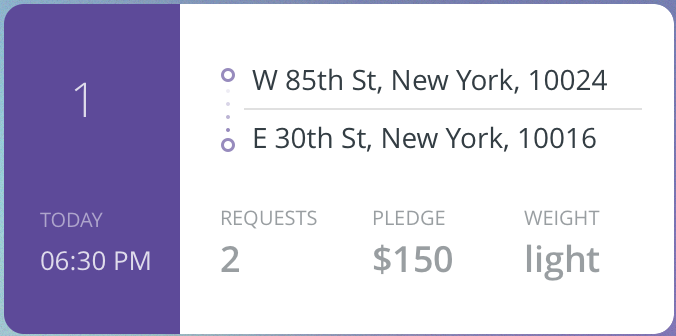 1
TODAY
06:30 PM
W 85th St, New York, 10024
E 30th St, New York, 10016
REQUESTS PLEDGE WEIGHT
2 $150 light